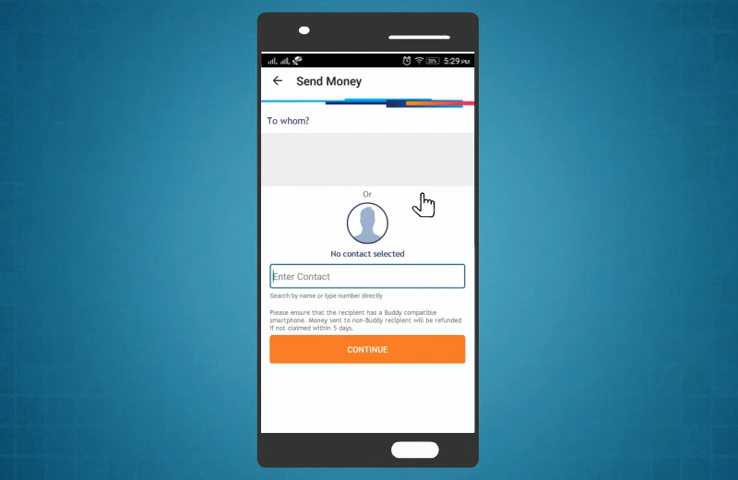 5:29 PM
Send Money
To whom?
Or
No contact selected
Enter Contact
Search by name or type number directly
Please ensure that the recipient has a Buddy compatible
smartphone. Money sent to non-Buddy recipient will be refunded
if not claimed within 5 days.
CONTINUE